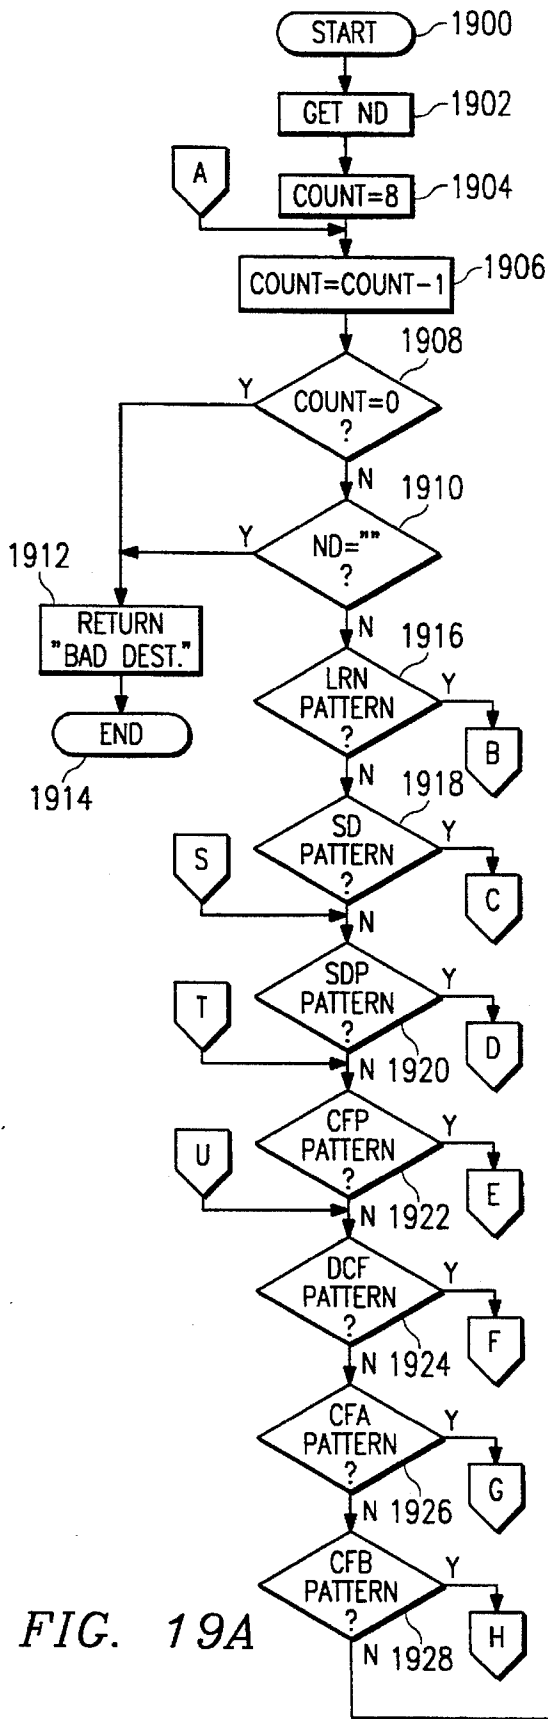 START
1900
GET ND
1902
A
COUNT=8
1904
COUNT=COUNT-1
1906
1908
Y
COUNT=0
?
N
1910
Y
ND=""
?
N
1912
RETURN
"BAD DEST."
END
1914
1916
LRN
PATTERN
?
Y
B
N
1918
SD
PATTERN
?
Y
C
S
N
SDP
PATTERN
?
Y
D
T
N
1920
CFP
PATTERN
?
Y
E
U
N
1922
DCF
PATTERN
?
Y
F
N
1924
CFA
PATTERN
?
Y
G
N
1926
CFB
PATTERN
?
Y
H
N
1928
FIG. 19A